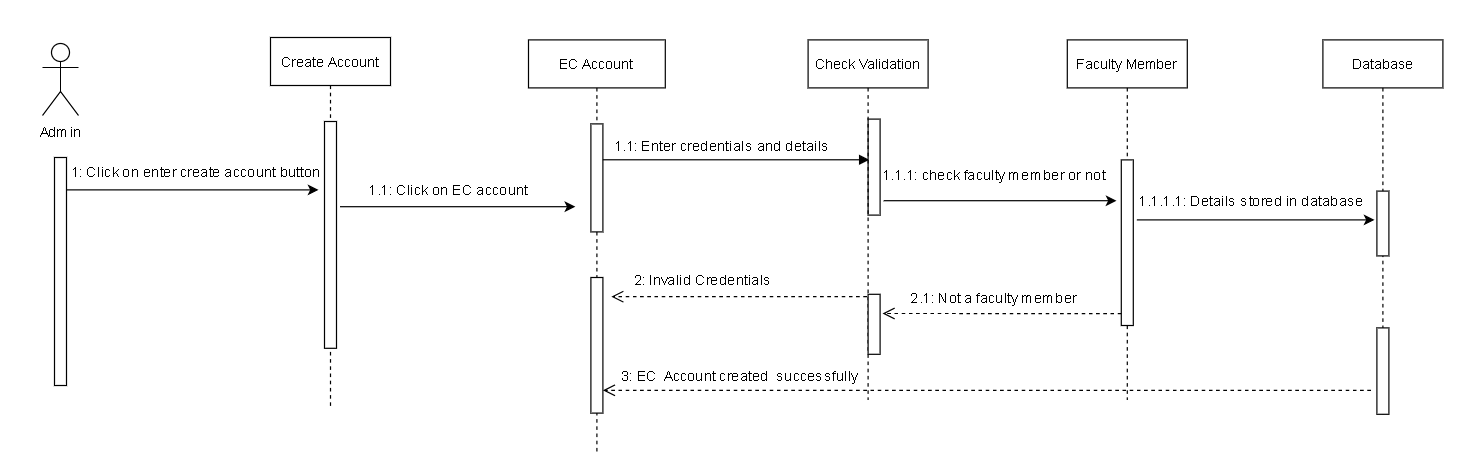 Create Account
EC Account
Check Validation
Faculty Member
Database
Admin
1: Click on enter create account button
1.1: Click on EC account
1.1: Enter credentials and details
1.1.1: check faculty member or not
1.1.1.1: Details stored in database
2: Invalid Credentials
2.1: Not a faculty member
3: EC Account created successfully